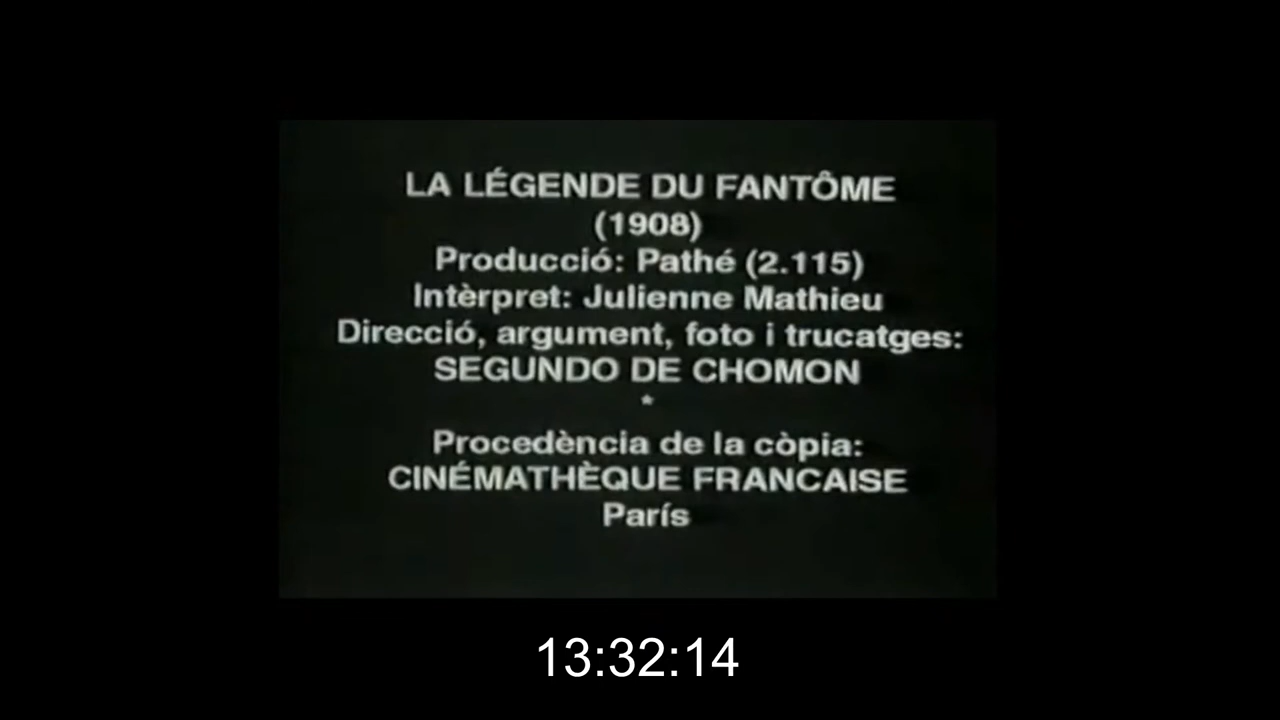 LA LÉGENDE DU FANTÔME
(1908)
Producció: Pathé (2.115)
Intèrpret: Julienne Mathieu
Direcció, argument, foto i trucatges:
SEGUNDO DE CHOMON
*
Procedència de la còpia:
CINÉMATHÈQUE FRANCAISE
París
13:32:14